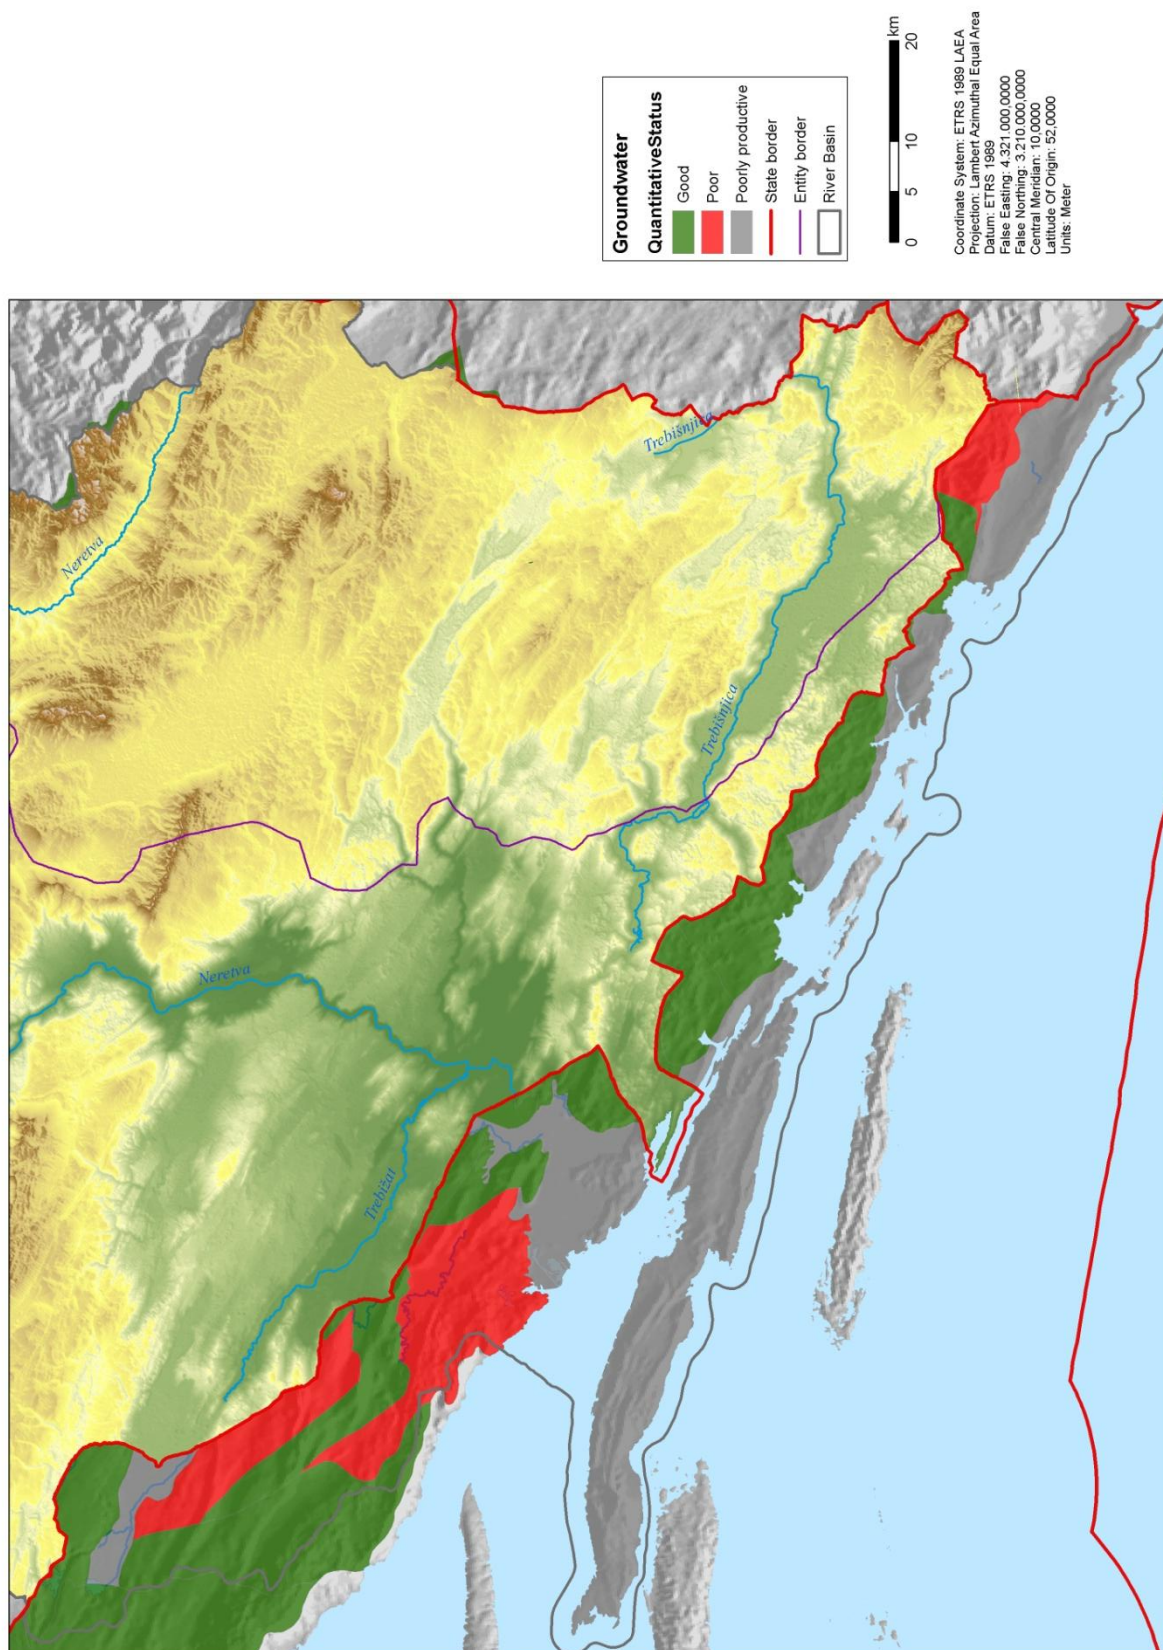 Neretva
Trebišnjica
Trebišnjica
Neretva
Trebižat
Groundwater
QuantitativeStatus
Good
Poor
Poorly productive
State border
Entity border
River Basin
0 5 10 20 km
Coordinate System: ETRS 1989 LAEA
Projection: Lambert Azimuthal Equal Area
Datum: ETRS 1989
False Easting: 4.321.000,0000
False Northing: 3.210.000,0000
Central Meridian: 10,0000
Latitude Of Origin: 52,0000
Units: Meter